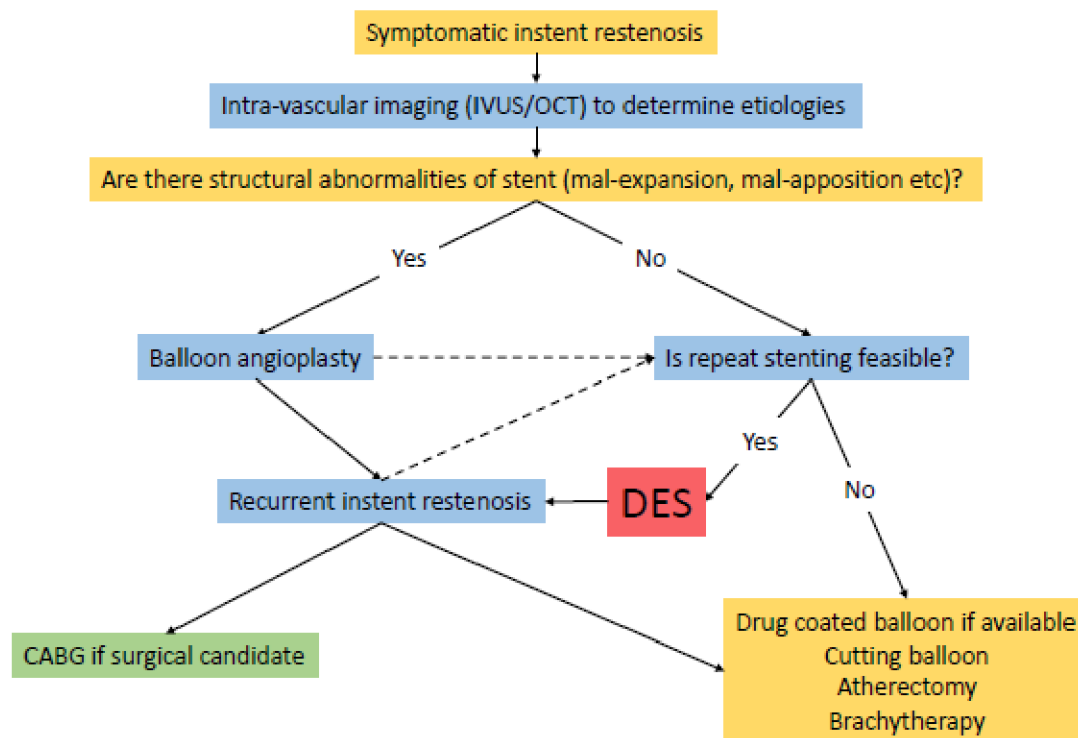 Symptomatic instent restenosis
Intra-vascular imaging (IVUS/OCT) to determine etiologies
Are there structural abnormalities of stent (mal-expansion, mal-apposition etc)?
Yes
No
Balloon angioplasty
Is repeat stenting feasible?
Yes
No
Recurrent instent restenosis
DES
CABG if surgical candidate
Drug coated balloon if available
Cutting balloon
Atherectomy
Brachytherapy